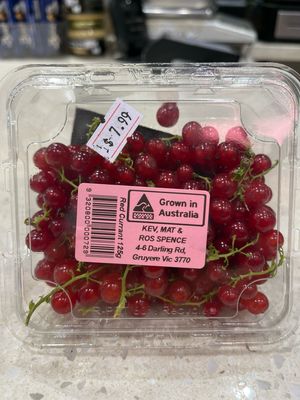 $ 7.99
Grown in
Australia
KEV, MAT &
ROS SPENCE
4-6 Darling Rd,
Gruyere Vic 3770
Red Currant 125g
9320800000728